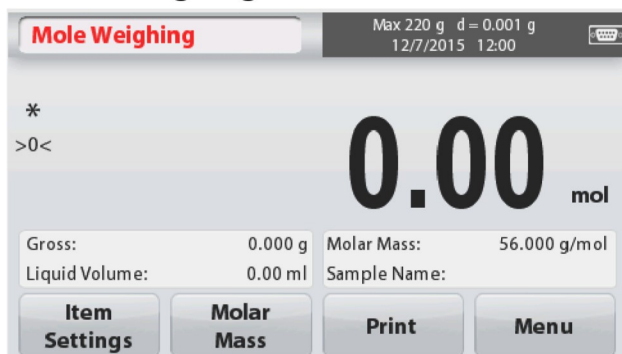 Mole Weighing
Max 220 g d = 0.001 g
12/7/2015 12:00
*
>0<
0.00 mol
Gross: 0.000 g
Liquid Volume: 0.00 ml
Molar Mass: 56.000 g/mol
Sample Name:
Item
Settings
Molar
Mass
Print
Menu